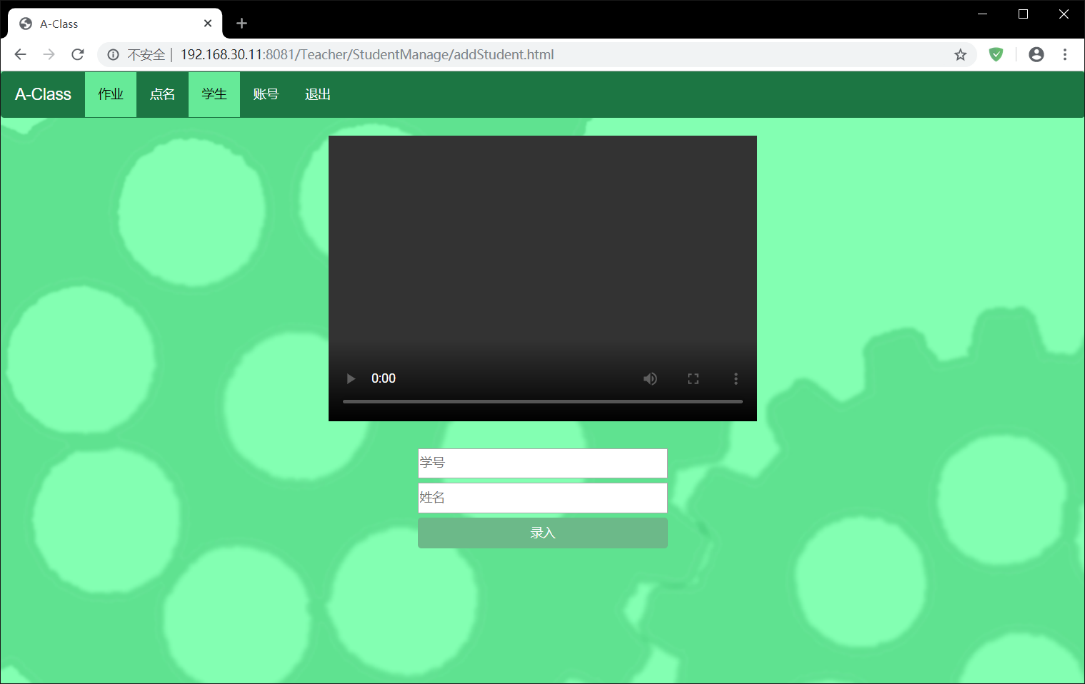 A-Class
不安全 | 192.168.30.11:8081/Teacher/StudentManage/addStudent.html
A-Class 作业 点名 学生 账号 退出
0:00
学号
姓名
录入